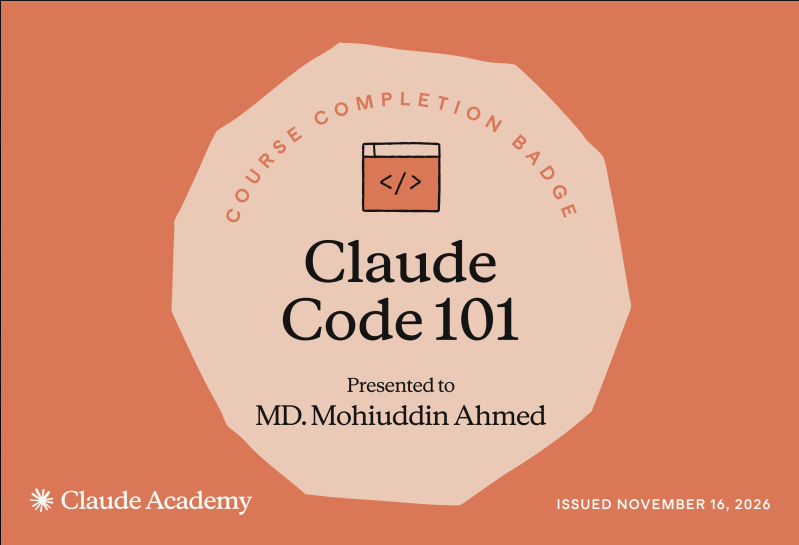 COURSE COMPLETION BADGE
</>
Claude
Code 101
Presented to
MD. Mohiuddin Ahmed
Claude Academy
ISSUED NOVEMBER 16, 2026